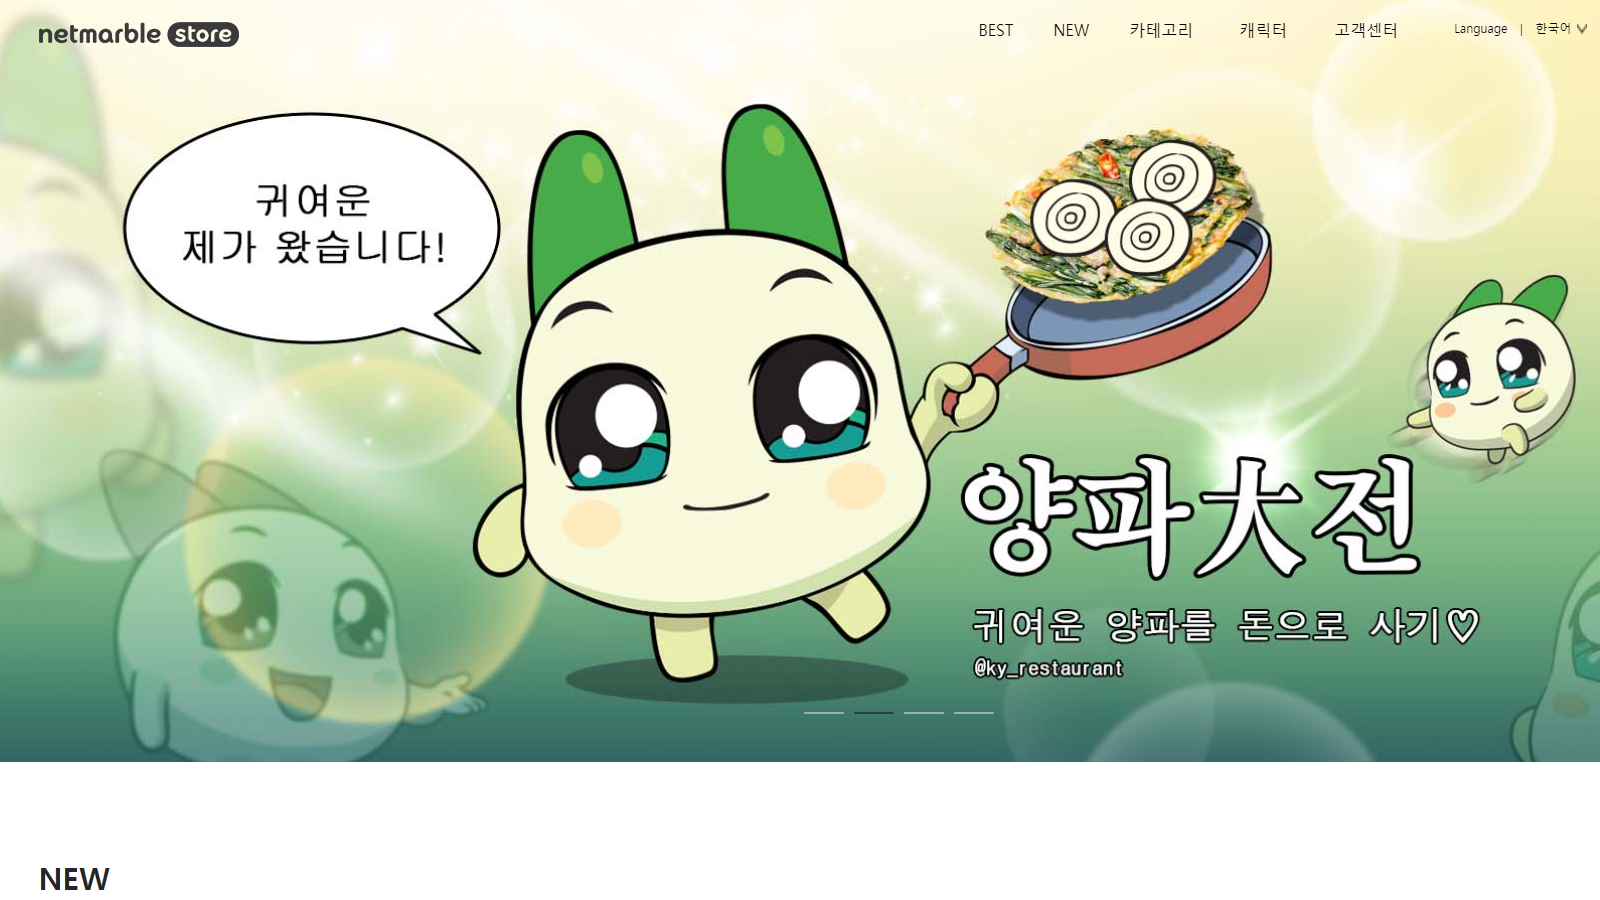 netmarble store
BEST NEW 카테고리 캐릭터 고객센터 Language | 한국어
귀여운
제가 왔습니다!
양파大전
귀여운 양파를 돈으로 사기♡
@ky_restaurant
NEW